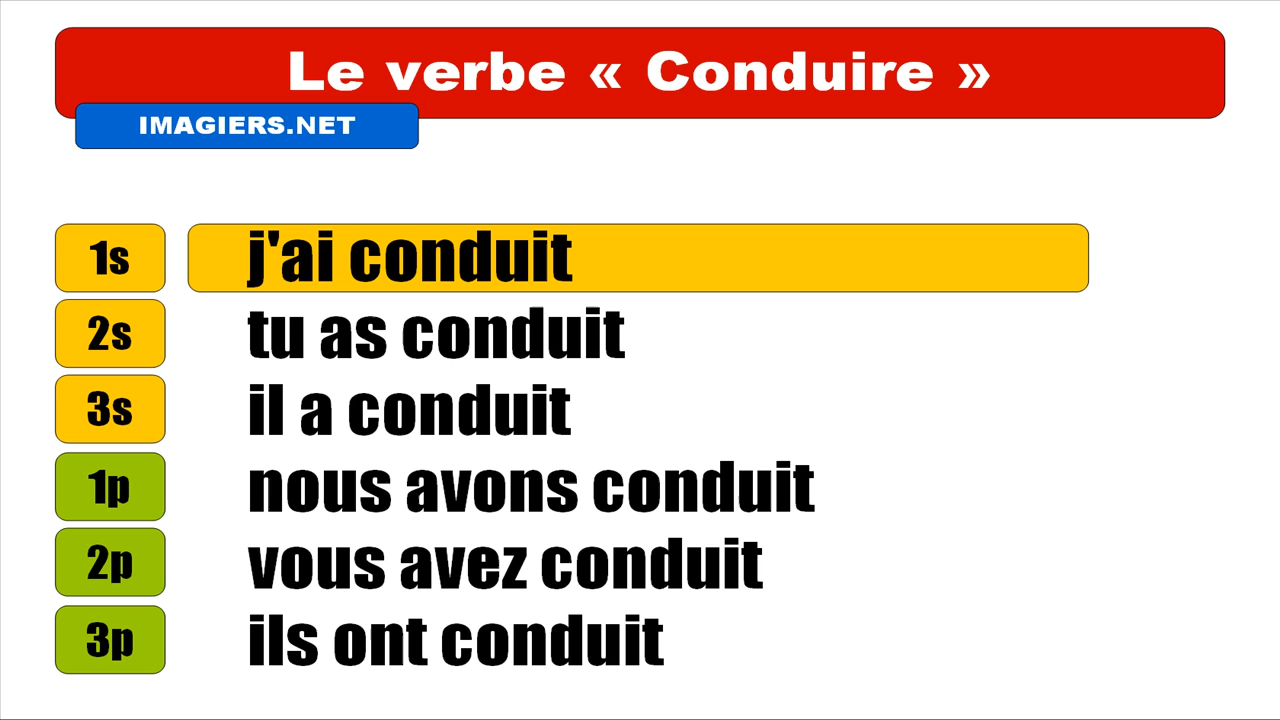 Le verbe « Conduire »
IMAGIERS.NET
1s j'ai conduit
2s tu as conduit
3s il a conduit
1p nous avons conduit
2p vous avez conduit
3p ils ont conduit